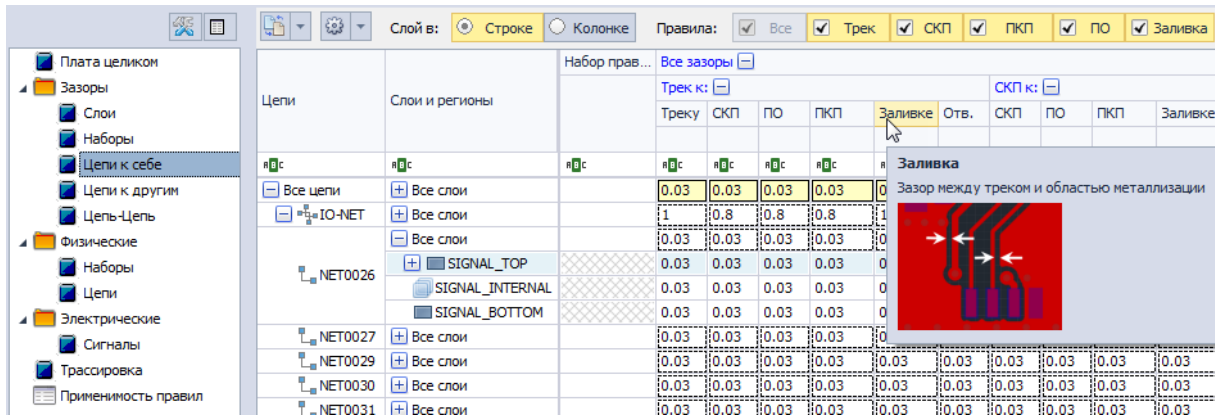 Слой в: Строке Колонке Правила: Все Трек СКП ПКП ПО Заливка
Плата целиком
Зазоры
Слои
Наборы
Цепи к себе
Цепи к другим
Цепь-Цепь
Физические
Наборы
Цепи
Электрические
Сигналы
Трассировка
Применимость правил
Цепи Слои и регионы Набор прав... Все зазоры
Трек к: СКП к:
Треку СКП ПО ПКП Заливке Отв. СКП ПО ПКП Заливке
Все цепи Все слои 0.03 0.03 0.03 0.03
IO-NET Все слои 1 0.8 0.8 0.8
NET0026 Все слои 0.03 0.03 0.03 0.03
SIGNAL_TOP 0.03 0.03 0.03 0.03
SIGNAL_INTERNAL 0.03 0.03 0.03 0.03
SIGNAL_BOTTOM 0.03 0.03 0.03 0.03
NET0027 Все слои 0.03 0.03 0.03 0.03
NET0029 Все слои 0.03 0.03 0.03 0.03 0.03 0.03 0.03 0.03 0.03 0.03
NET0030 Все слои 0.03 0.03 0.03 0.03 0.03 0.03 0.03 0.03 0.03 0.03
NET0031 Все слои 0.03 0.03 0.03 0.03 0.03 0.03 0.03 0.03 0.03 0.03
Заливка
Зазор между треком и областью металлизации